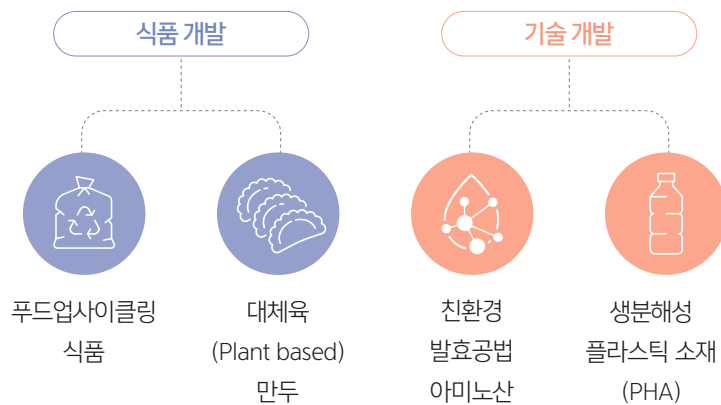 식품 개발
기술 개발
푸드업사이클링
식품
대체육
(Plant based)
만두
친환경
발효공법
아미노산
생분해성
플라스틱 소재
(PHA)